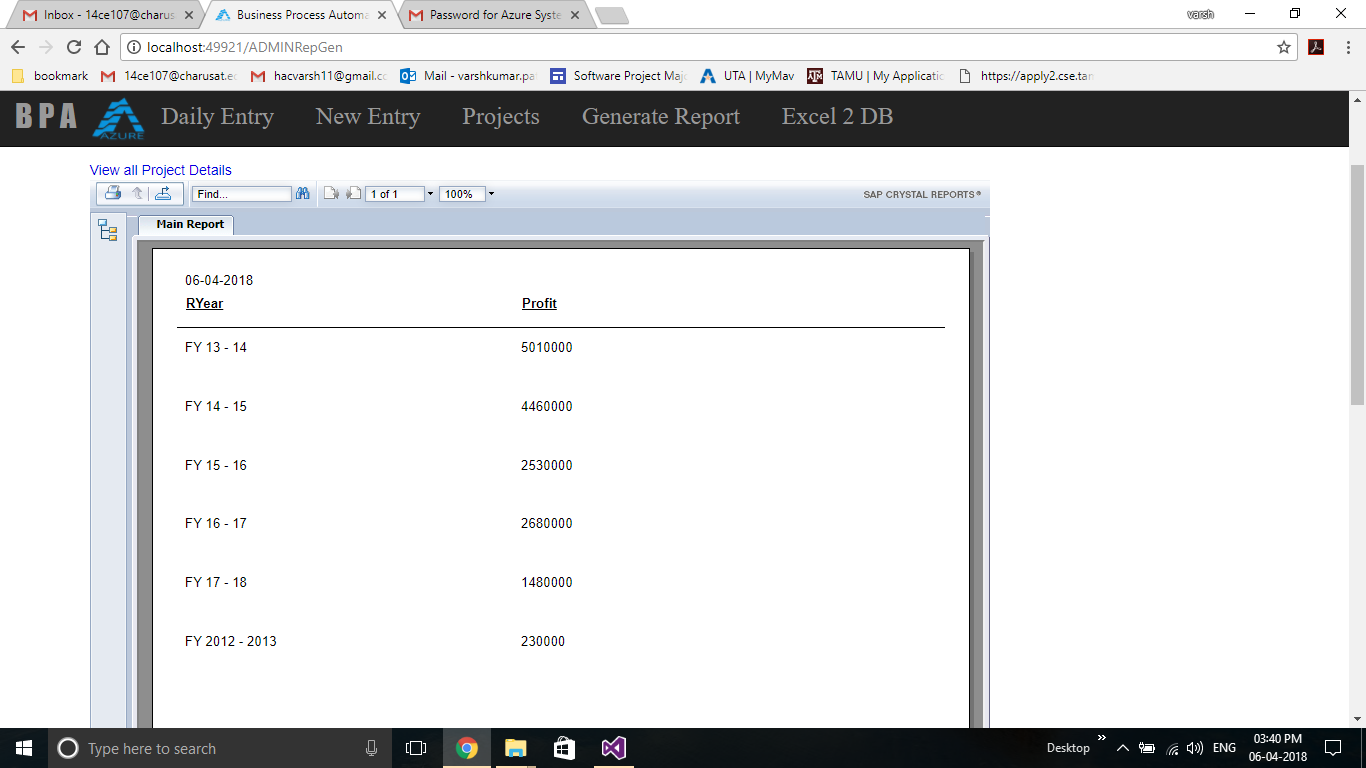 Inbox - 14ce107@charus
Business Process Automa
Password for Azure Syste
varsh
localhost:49921/ADMINRepGen
bookmark
14ce107@charusat.ec
hacvarsh11@gmail.cc
Mail - varshkumar.pa
Software Project Majo
UTA | MyMav
TAMU | My Applicatic
https://apply2.cse.tam
BPA AZURE Daily Entry New Entry Projects Generate Report Excel 2 DB
View all Project Details
Find... 1 of 1 100% SAP CRYSTAL REPORTS®
Main Report
06-04-2018
RYear Profit
FY 13 - 14 5010000
FY 14 - 15 4460000
FY 15 - 16 2530000
FY 16 - 17 2680000
FY 17 - 18 1480000
FY 2012 - 2013 230000
Type here to search
Desktop
ENG
03:40 PM
06-04-2018